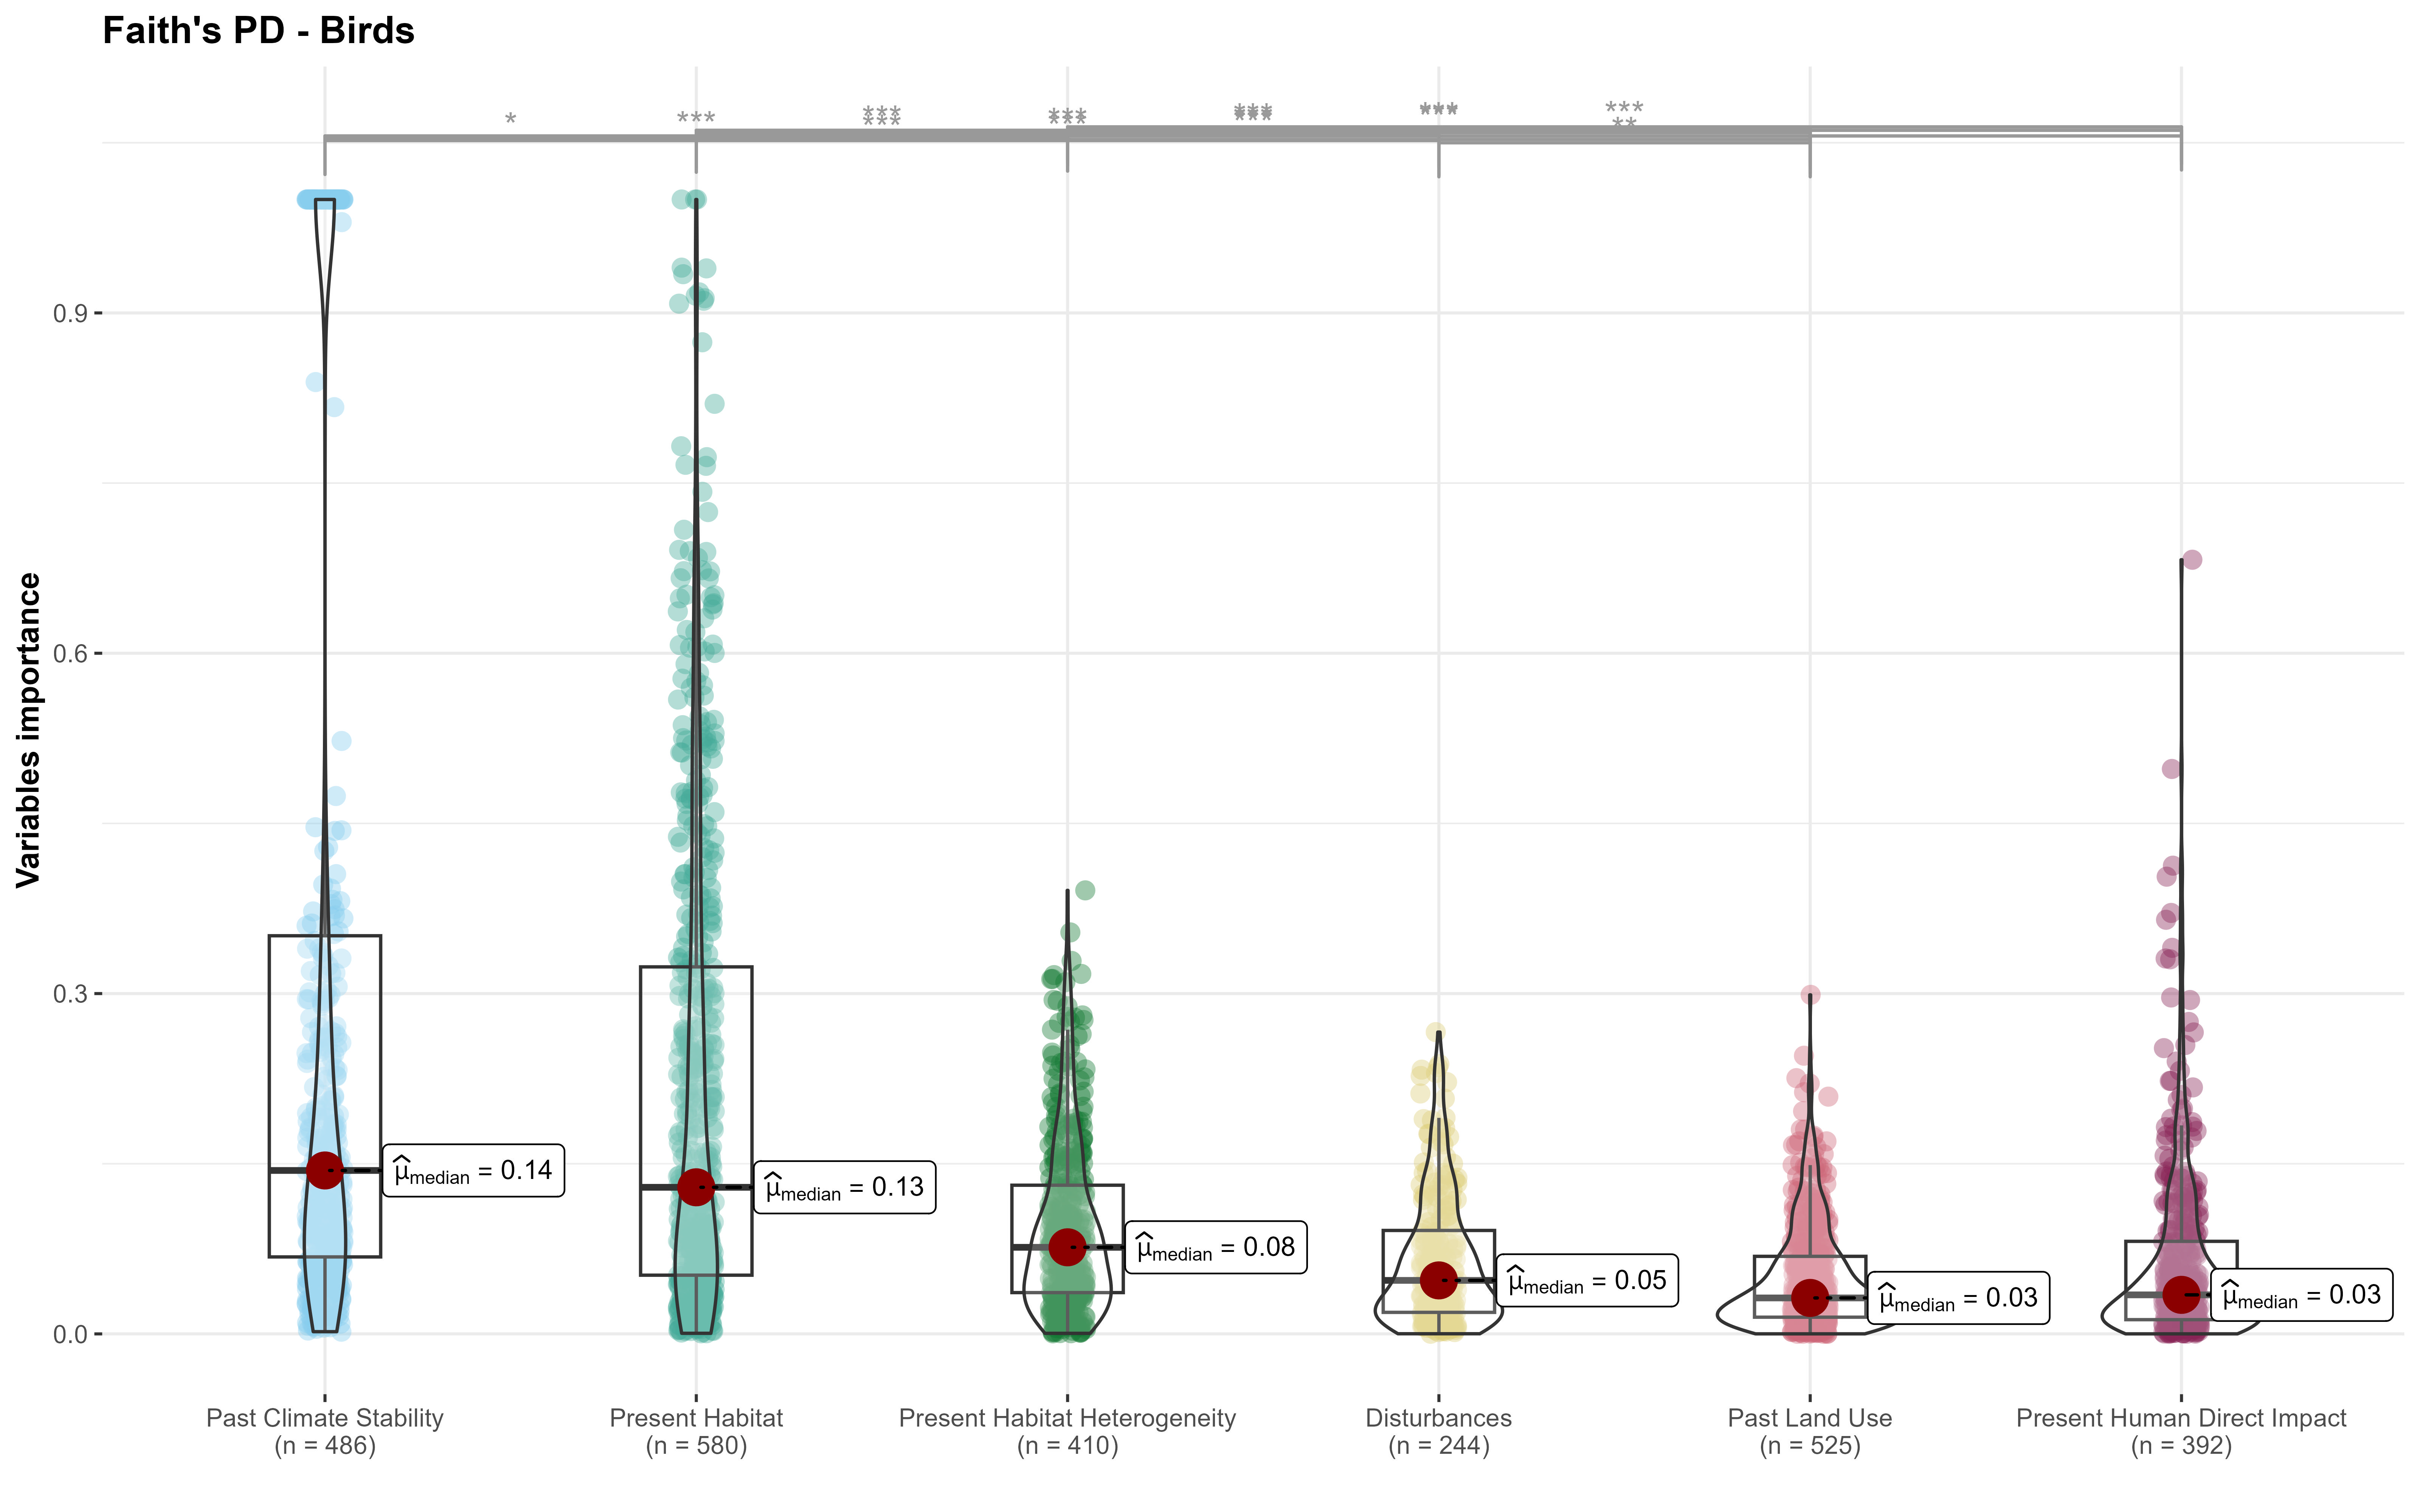 Faith's PD - Birds
* *** *** *** *** *** ***
*** *** *** *** **
Variables importance
0.9
0.6
0.3
0.0
μ̂median = 0.14
μ̂median = 0.13
μ̂median = 0.08
μ̂median = 0.05
μ̂median = 0.03
μ̂median = 0.03
Past Climate Stability
(n = 486)
Present Habitat
(n = 580)
Present Habitat Heterogeneity
(n = 410)
Disturbances
(n = 244)
Past Land Use
(n = 525)
Present Human Direct Impact
(n = 392)